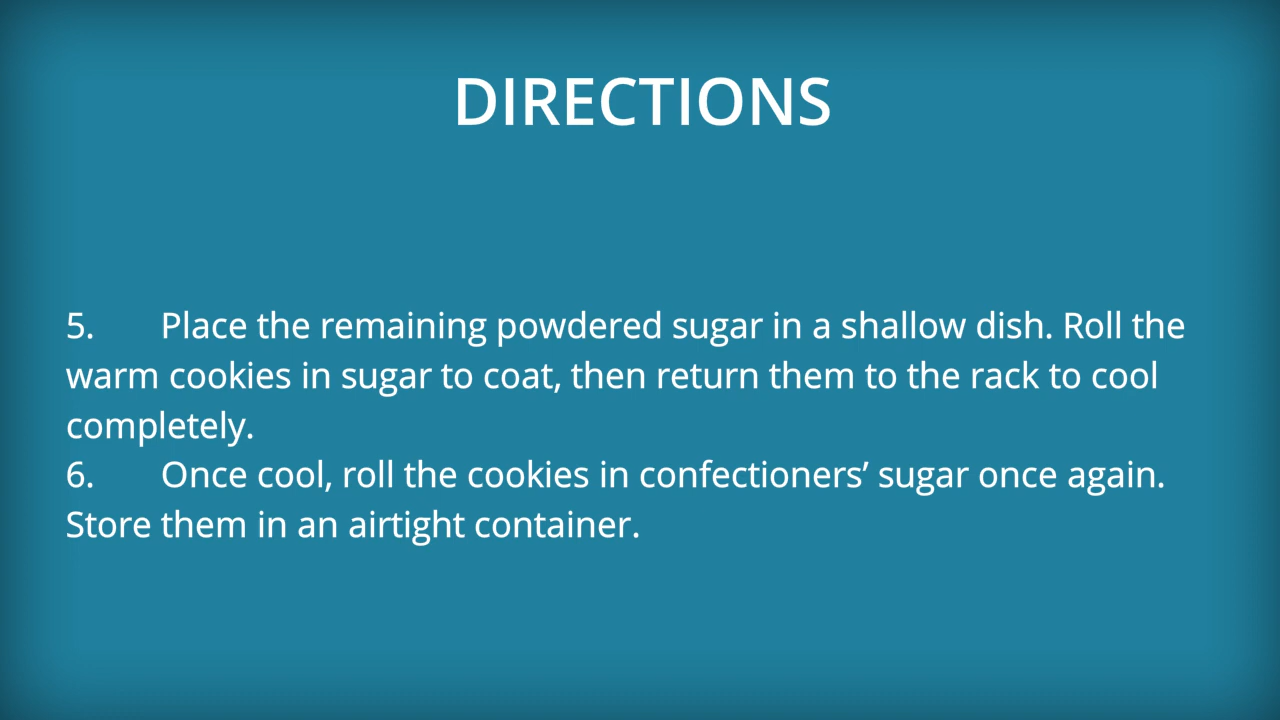 DIRECTIONS
5. Place the remaining powdered sugar in a shallow dish. Roll the
warm cookies in sugar to coat, then return them to the rack to cool
completely.
6. Once cool, roll the cookies in confectioners’ sugar once again.
Store them in an airtight container.